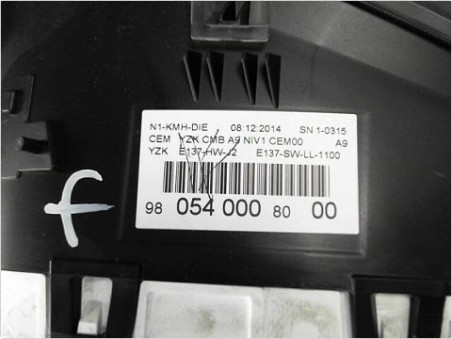 N1-KMH-DIE 08.12.2014 SN 1-0315
CEM YZK CMB A9 NIV1 CEM00 A9
YZK E137-HW-J2 E137-SW-LL-1100
98 054 000 80 00
f